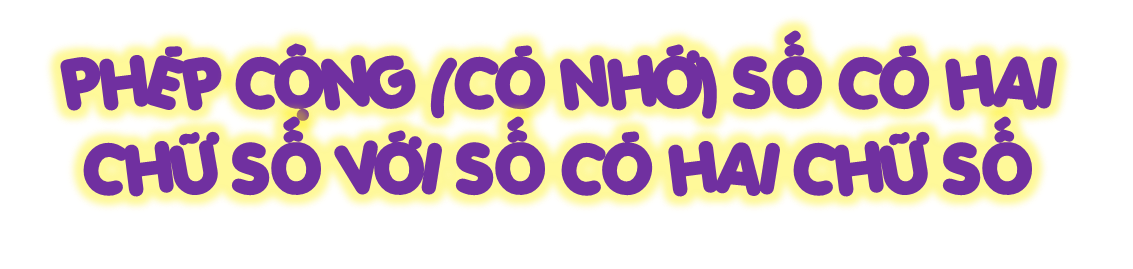 PHÉP CỘNG (CÓ NHỚ) SỐ CÓ HAI
CHỮ SỐ VỚI SỐ CÓ HAI CHỮ SỐ